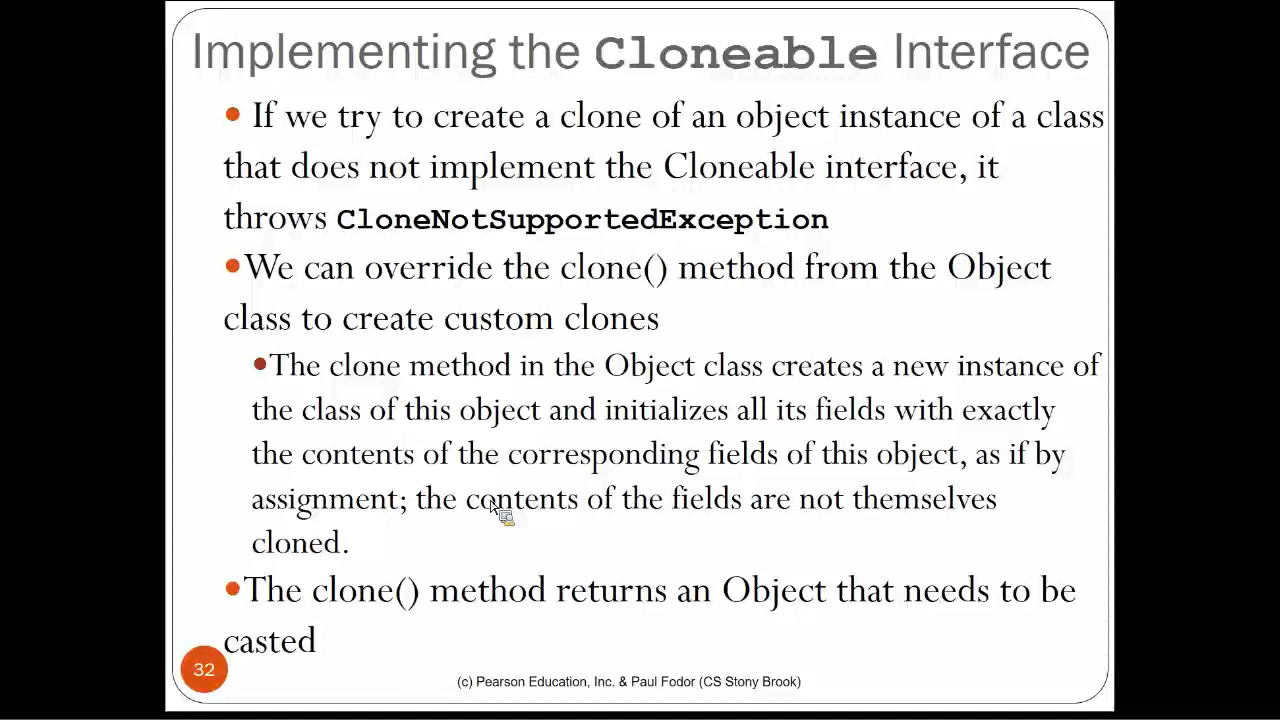 Implementing the Cloneable Interface
• If we try to create a clone of an object instance of a class
that does not implement the Cloneable interface, it
throws CloneNotSupportedException
•We can override the clone() method from the Object
class to create custom clones
•The clone method in the Object class creates a new instance of
the class of this object and initializes all its fields with exactly
the contents of the corresponding fields of this object, as if by
assignment; the contents of the fields are not themselves
cloned.
•The clone() method returns an Object that needs to be
casted
32
(c) Pearson Education, Inc. & Paul Fodor (CS Stony Brook)